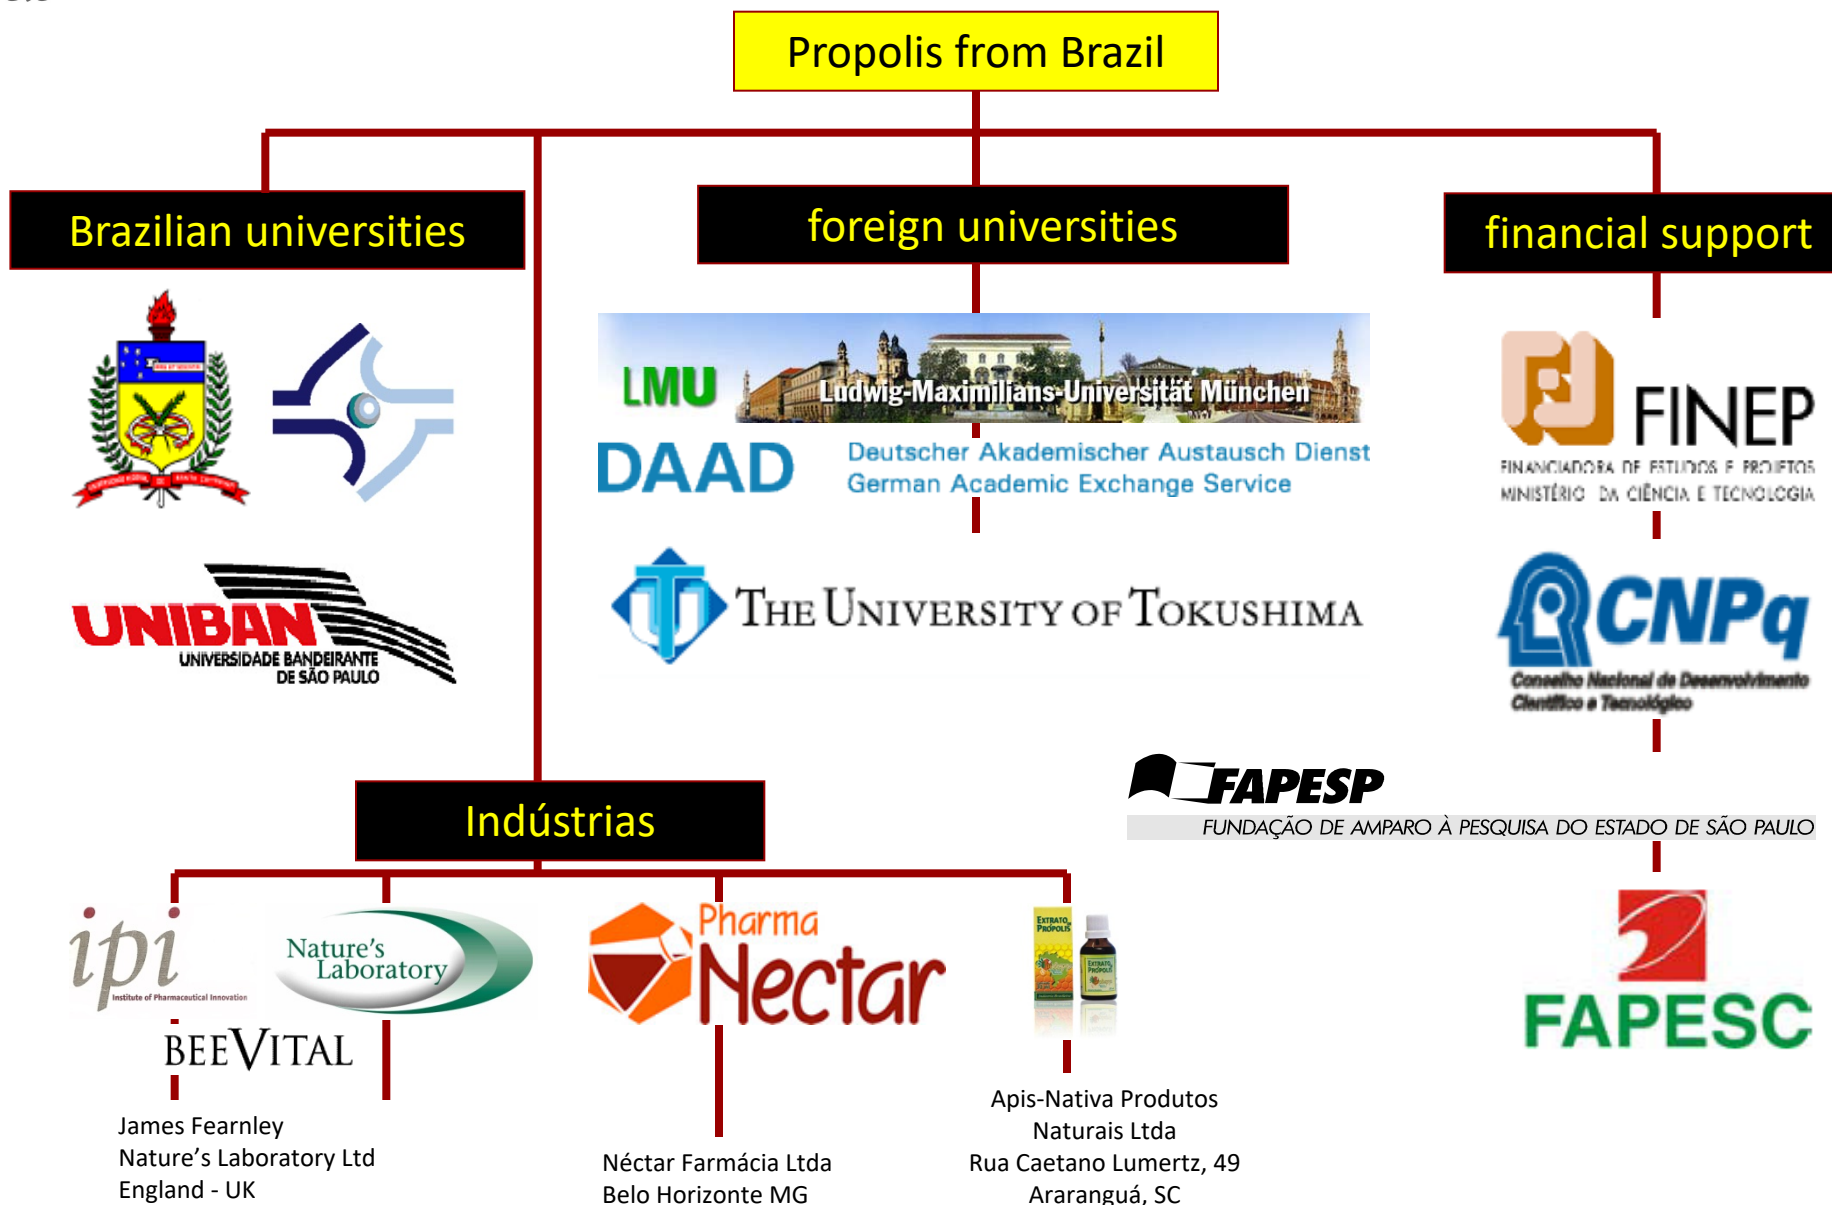 Propolis from Brazil
Brazilian universities
foreign universities
financial support
LMU
Ludwig-Maximilians-Universität München
DAAD
Deutscher Akademischer Austausch Dienst
German Academic Exchange Service
FINEP
FINANCIADORA DE ESTUDOS E PROJETOS
MINISTÉRIO DA CIÊNCIA E TECNOLOGIA
UNIBAN
UNIVERSIDADE BANDEIRANTE
DE SÃO PAULO
THE UNIVERSITY OF TOKUSHIMA
CNPq
Conselho Nacional de Desenvolvimento
Científico e Tecnológico
FAPESP
FUNDAÇÃO DE AMPARO À PESQUISA DO ESTADO DE SÃO PAULO
Indústrias
ipi
Institute of Pharmaceutical Innovation
Nature's
Laboratory
BEEVITAL
Pharma
Nectar
EXTRATO
PRÓPOLIS
EXTRATO
PRÓPOLIS
FAPESC
James Fearnley
Nature’s Laboratory Ltd
England - UK
Néctar Farmácia Ltda
Belo Horizonte MG
Apis-Nativa Produtos
Naturais Ltda
Rua Caetano Lumertz, 49
Araranguá, SC